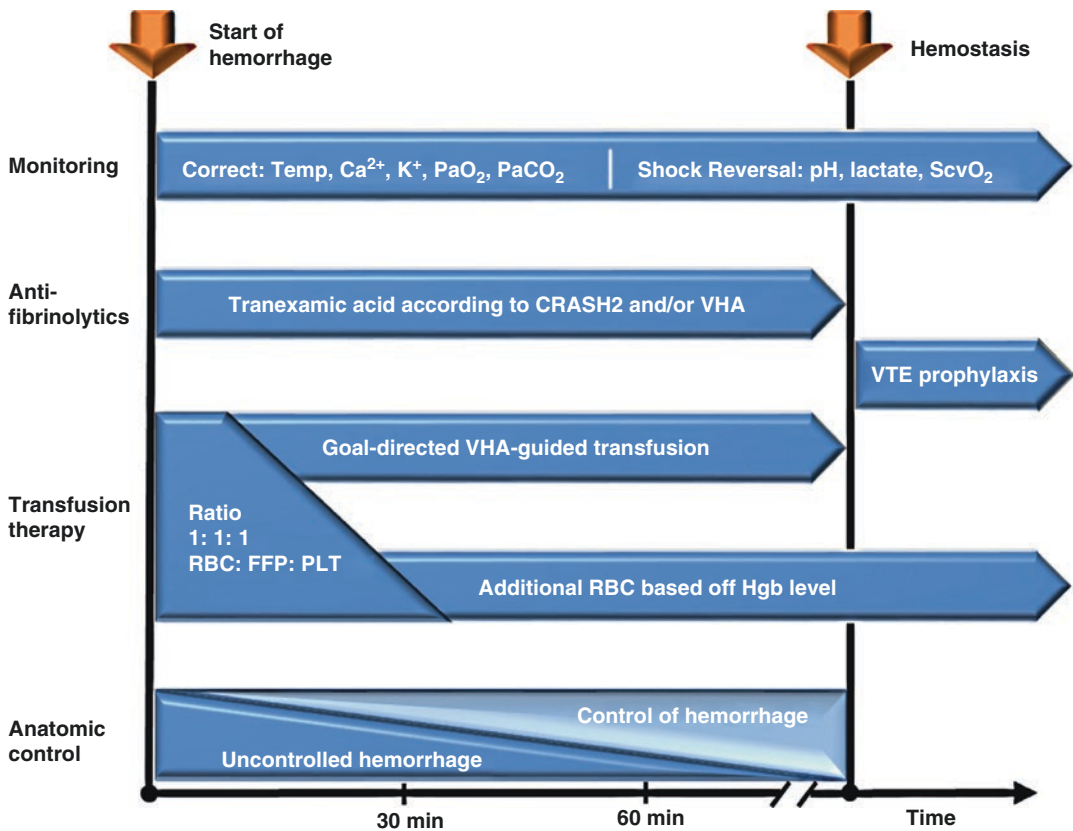 Start of
hemorrhage
Hemostasis
Monitoring
Correct: Temp, Ca²⁺, K⁺, PaO₂, PaCO₂
Shock Reversal: pH, lactate, ScvO₂
Anti-
fibrinolytics
Tranexamic acid according to CRASH2 and/or VHA
VTE prophylaxis
Goal-directed VHA-guided transfusion
Transfusion
therapy
Ratio
1: 1: 1
RBC: FFP: PLT
Additional RBC based off Hgb level
Anatomic
control
Control of hemorrhage
Uncontrolled hemorrhage
30 min
60 min
Time